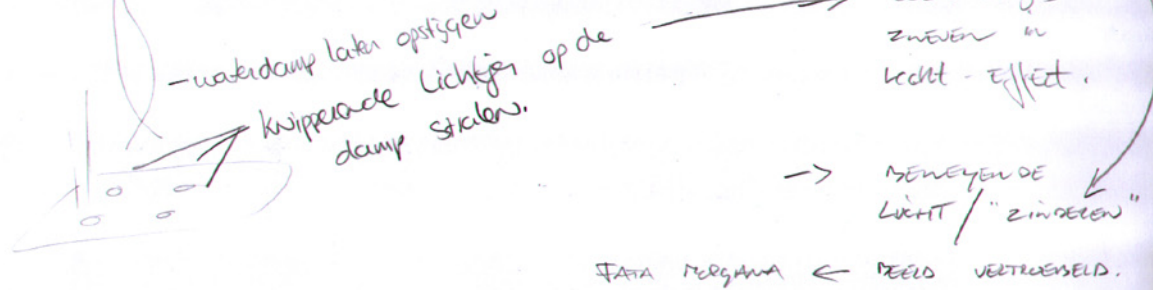 -waterdamp laten opstijgen
knipperende lichtjes op de
damp stralen.
zweven in
lucht - Effect.
-> BEWEGENDE
LUCHT / "ZINDEREN"
FATA MORGANA <- BEELD VERTROEBELD.